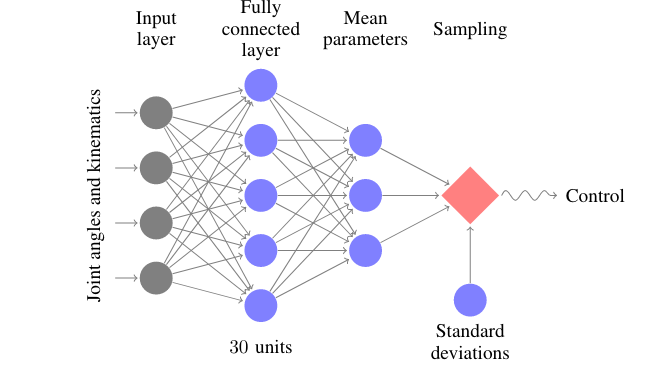 Input
layer
Fully
connected
layer
Mean
parameters
Sampling
Joint angles and kinematics
Control
30 units
Standard
deviations